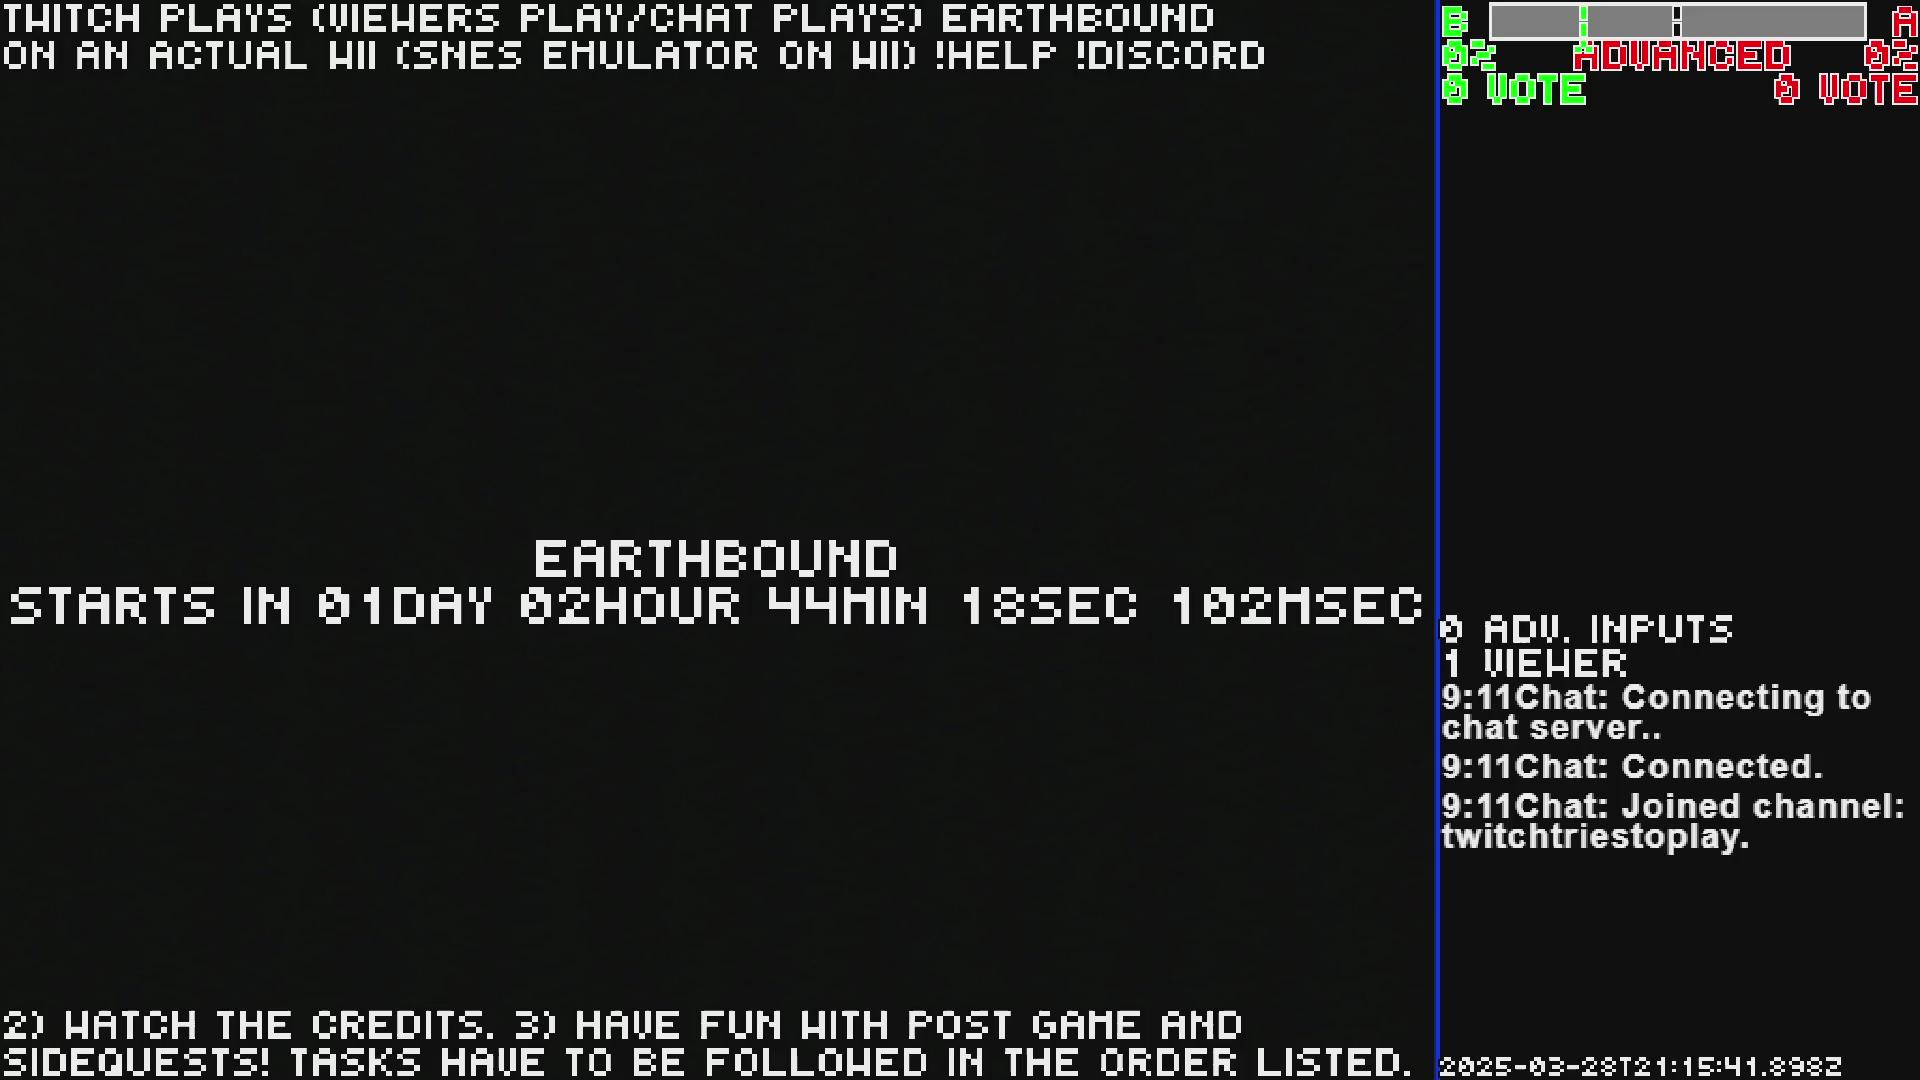 TWITCH PLAYS (VIEWERS PLAY/CHAT PLAYS) EARTHBOUND
ON AN ACTUAL WII (SNES EMULATOR ON WII) !HELP !DISCORD
B A
0% ADVANCED 0%
0 VOTE 0 VOTE
EARTHBOUND
STARTS IN 01DAY 02HOUR 44MIN 18SEC 102MSEC
0 ADV. INPUTS
1 VIEWER
9:11Chat: Connecting to
chat server..
9:11Chat: Connected.
9:11Chat: Joined channel:
twitchtriestoplay.
2) WATCH THE CREDITS. 3) HAVE FUN WITH POST GAME AND
SIDEQUESTS! TASKS HAVE TO BE FOLLOWED IN THE ORDER LISTED.
2025-03-28T21:15:41.898Z